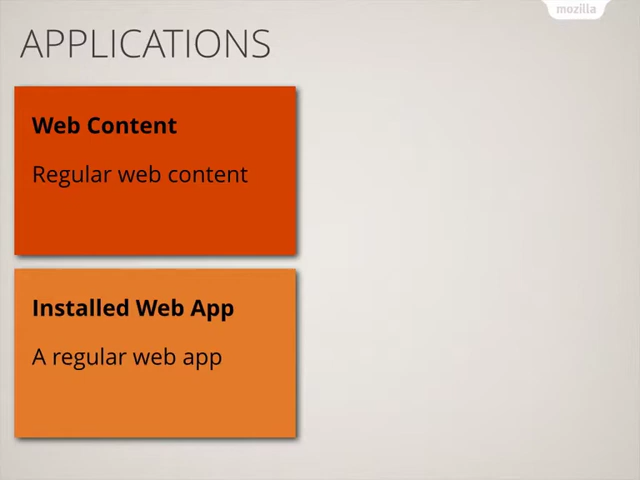 mozilla
APPLICATIONS
Web Content
Regular web content
Installed Web App
A regular web app